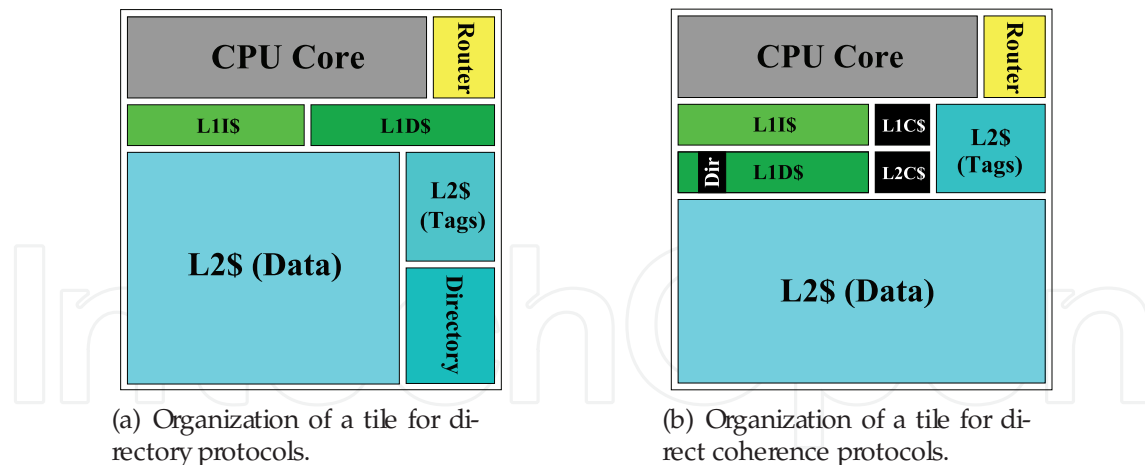 CPU Core
Router
L1I$
L1D$
L2$ (Data)
L2$
(Tags)
Directory
(a) Organization of a tile for di-
rectory protocols.
CPU Core
Router
L1I$
L1C$
L2$
(Tags)
Dir
L1D$
L2C$
L2$ (Data)
(b) Organization of a tile for di-
rect coherence protocols.
IntechOpen